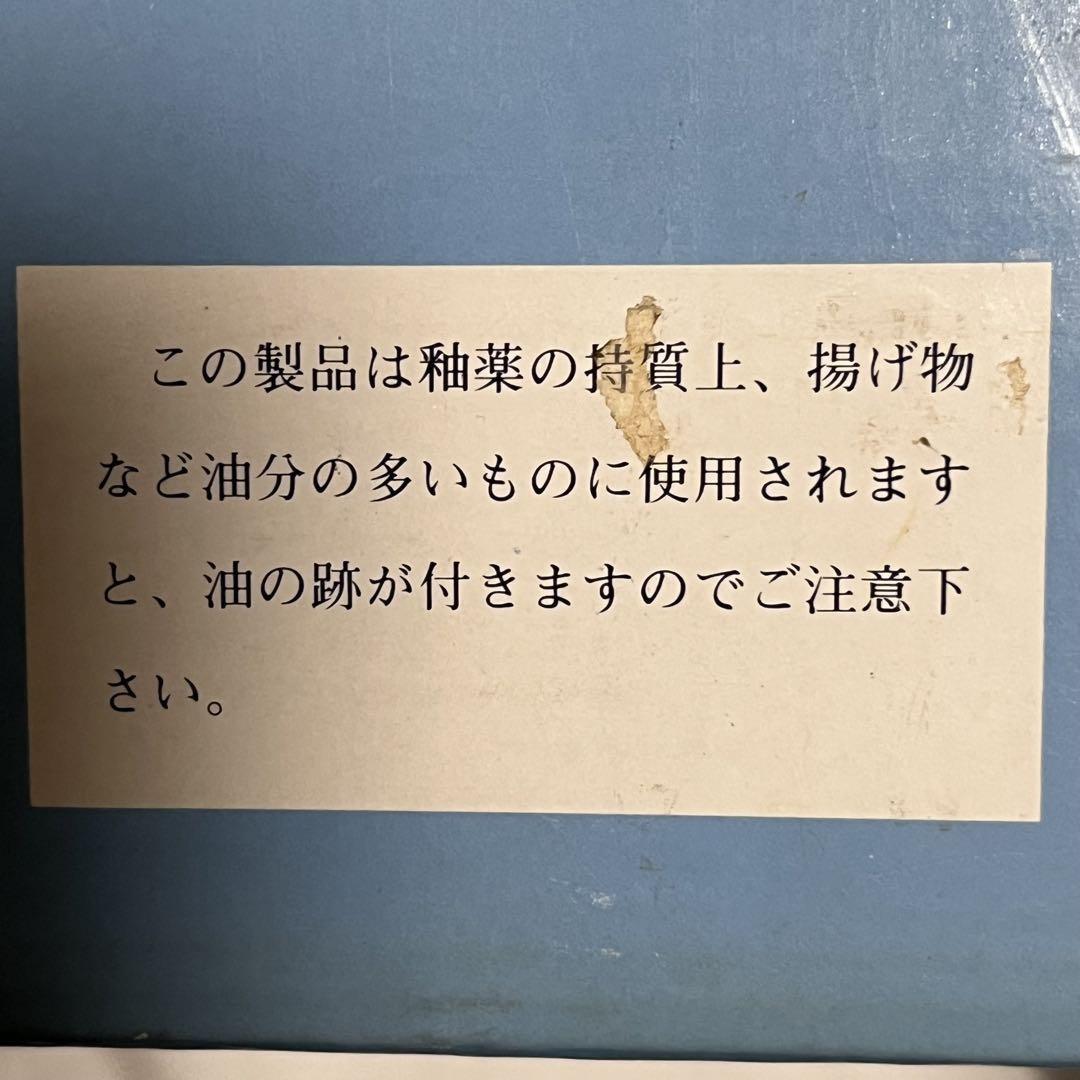 この製品は釉薬の持質上、揚げ物
など油分の多いものに使用されます
と、油の跡が付きますのでご注意下
さい。